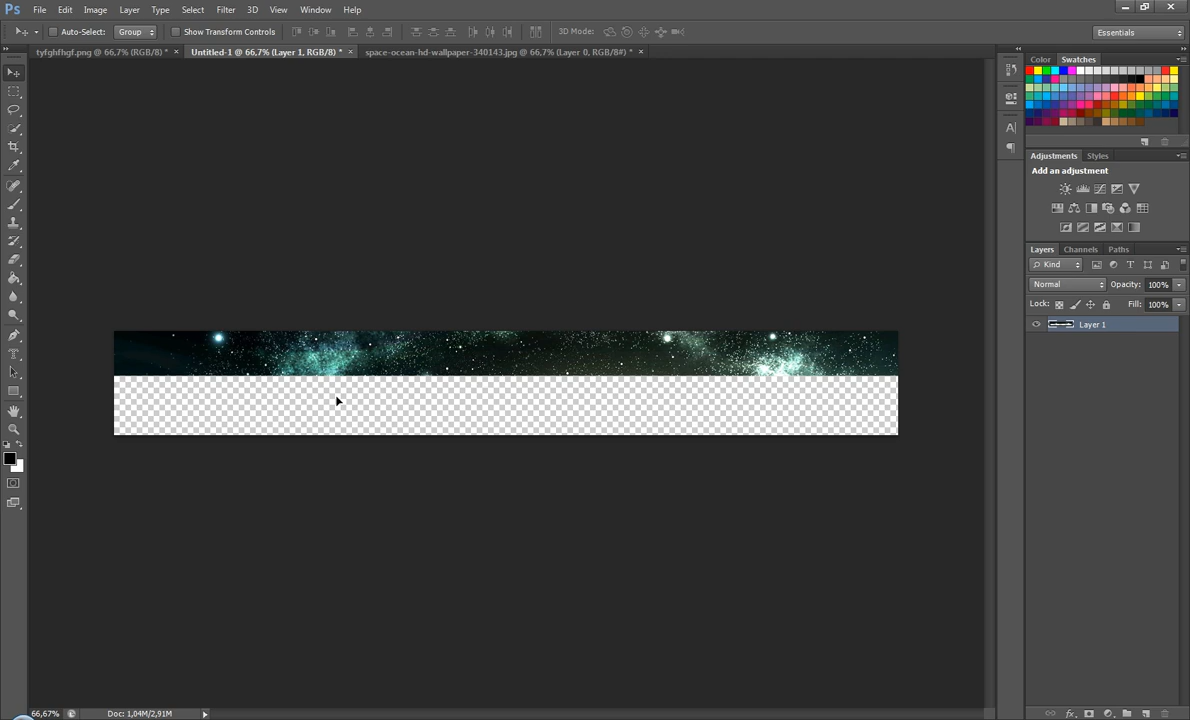 Ps File Edit Image Layer Type Select Filter 3D View Window Help
Auto-Select: Group Show Transform Controls 3D Mode: Essentials
tyfghfhgf.png @ 66,7% (RGB/8) * × Untitled-1 @ 66,7% (Layer 1, RGB/8) * × space-ocean-hd-wallpaper-340143.jpg @ 66,7% (Layer 0, RGB/8#) * ×
Color Swatches
Adjustments Styles
Add an adjustment
Layers Channels Paths
Kind
Normal Opacity: 100%
Lock: Fill: 100%
Layer 1
66,67% Doc: 1,04M/2,91M